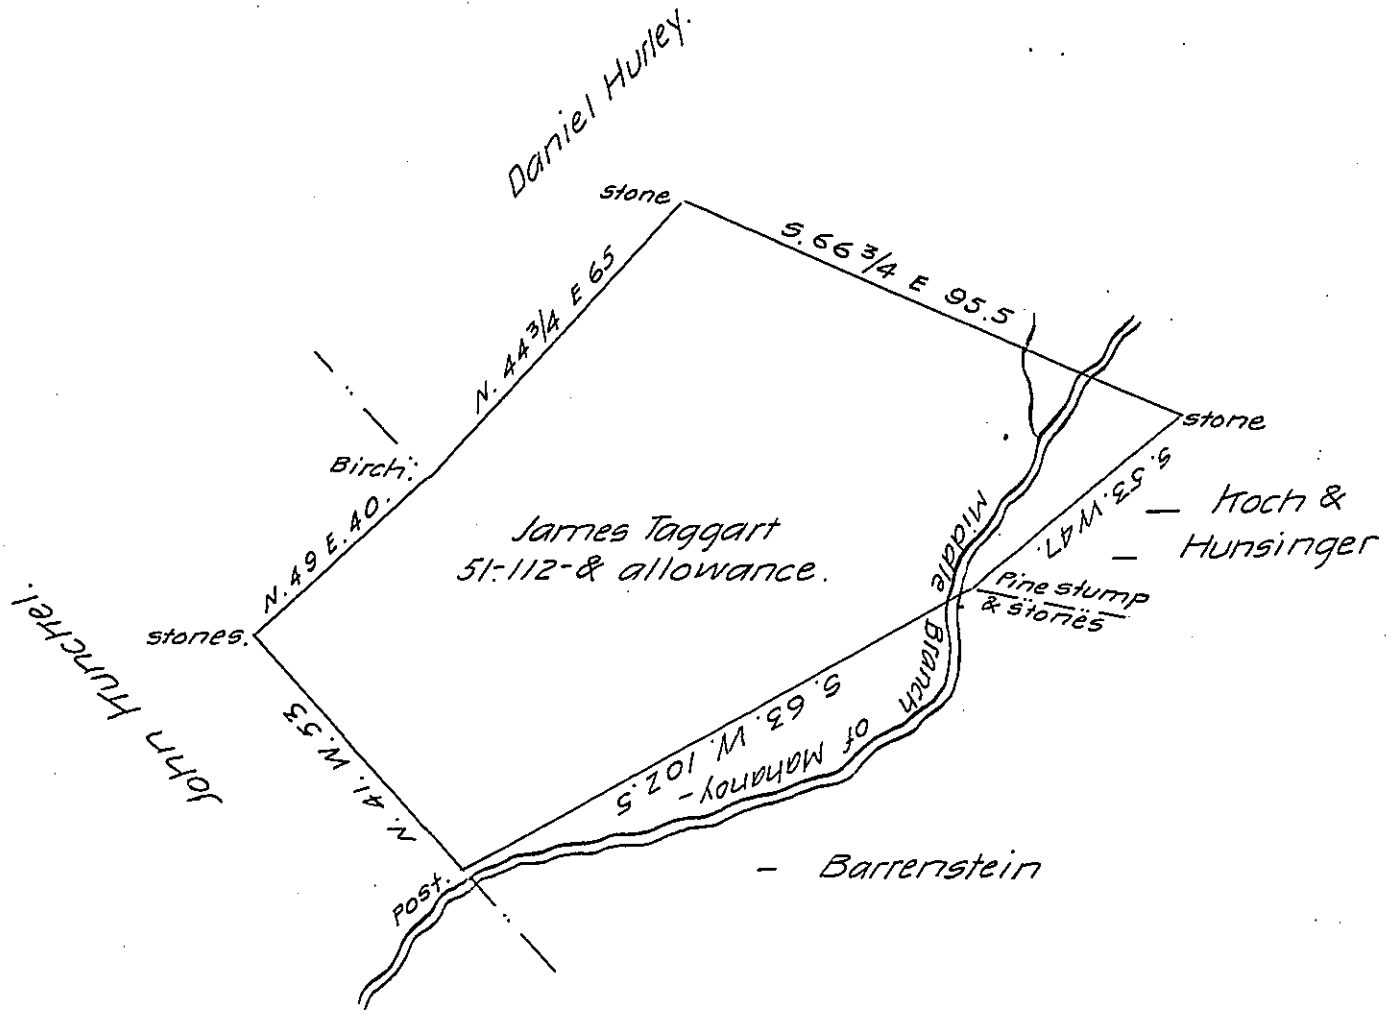 Daniel Hurley.
stone
S. 66 3/4 E 95.5
N. 44 3/4 E 65
stone
Birch.
S. 53. W 47.
— Koch &
— Hunsinger
N. 49 E. 40.
James Taggart
51-112-& allowance.
Middle Branch of Mahanoy-
Pine stump
& stones
stones.
John Kunchel.
S. 63. W. 102.5
N. 41. W. 53
Post.
- Barrenstein